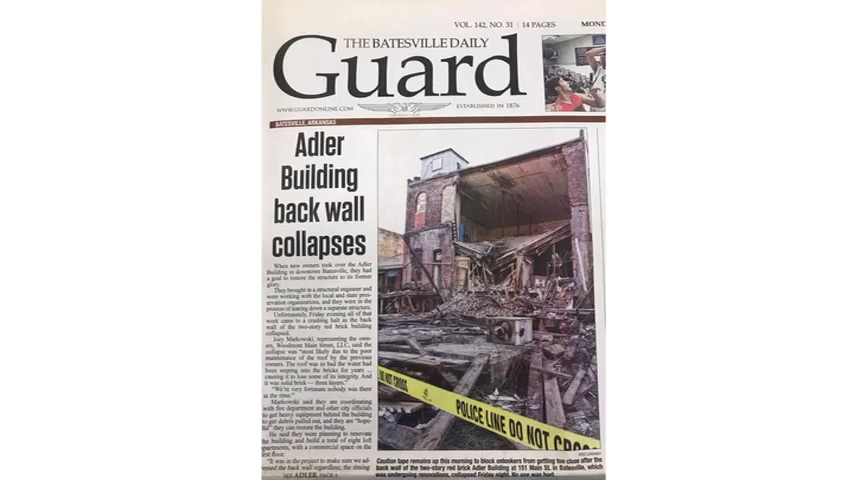 VOL. 142, NO. 31 | 14 PAGES
MOND
THE BATESVILLE DAILY
Guard
WWW.GUARDONLINE.COM
ESTABLISHED IN 1876
BATESVILLE, ARKANSAS
Adler
Building
back wall
collapses
When new owners took over the Adler
Building in downtown Batesville, they had
a goal to restore the structure to its former
glory.
They brought in a structural engineer and
were working with the local and state pres-
ervation organizations, and they were in the
process of tearing down a separate structure.
Unfortunately, Friday evening all of that
work came to a crashing halt as the back
wall of the two-story red brick building
collapsed.
Joey Markowski, representing the own-
ers, Woodmont Main Street, LLC, said the
collapse was “most likely due to the poor
maintenance of the roof by the previous
owners. The roof was so bad the water had
been seeping into the bricks for years ...
causing it to lose some of its integrity. And
it was solid brick — three layers.”
“We’re very fortunate nobody was there
at the time.”
Markowski said they are coordinating
with fire department and other city officials
to get heavy equipment behind the building
to get debris pulled out, and they are “hope-
ful” they can restore the building.
He said they were planning to renovate
the building and build a total of eight loft
apartments, with a commercial space on the
first floor.
“It was in the project to make sure we ad-
dressed the back wall regardless; the timing
SEE ADLER, PAGE
DO NOT CROSS
POLICE LINE DO NOT CROSS
Caution tape remains up this morning to block onlookers from getting too close after the
back wall of the two-story red brick Adler Building at 151 Main St. in Batesville, which
was undergoing renovations, collapsed Friday night. No one was hurt.